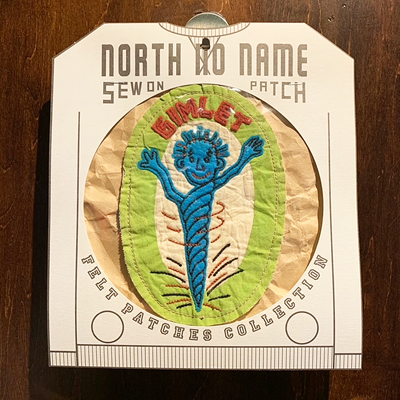 NORTH NO NAME
SEW ON PATCH
GIMLET
FELT PATCHES COLLECTION